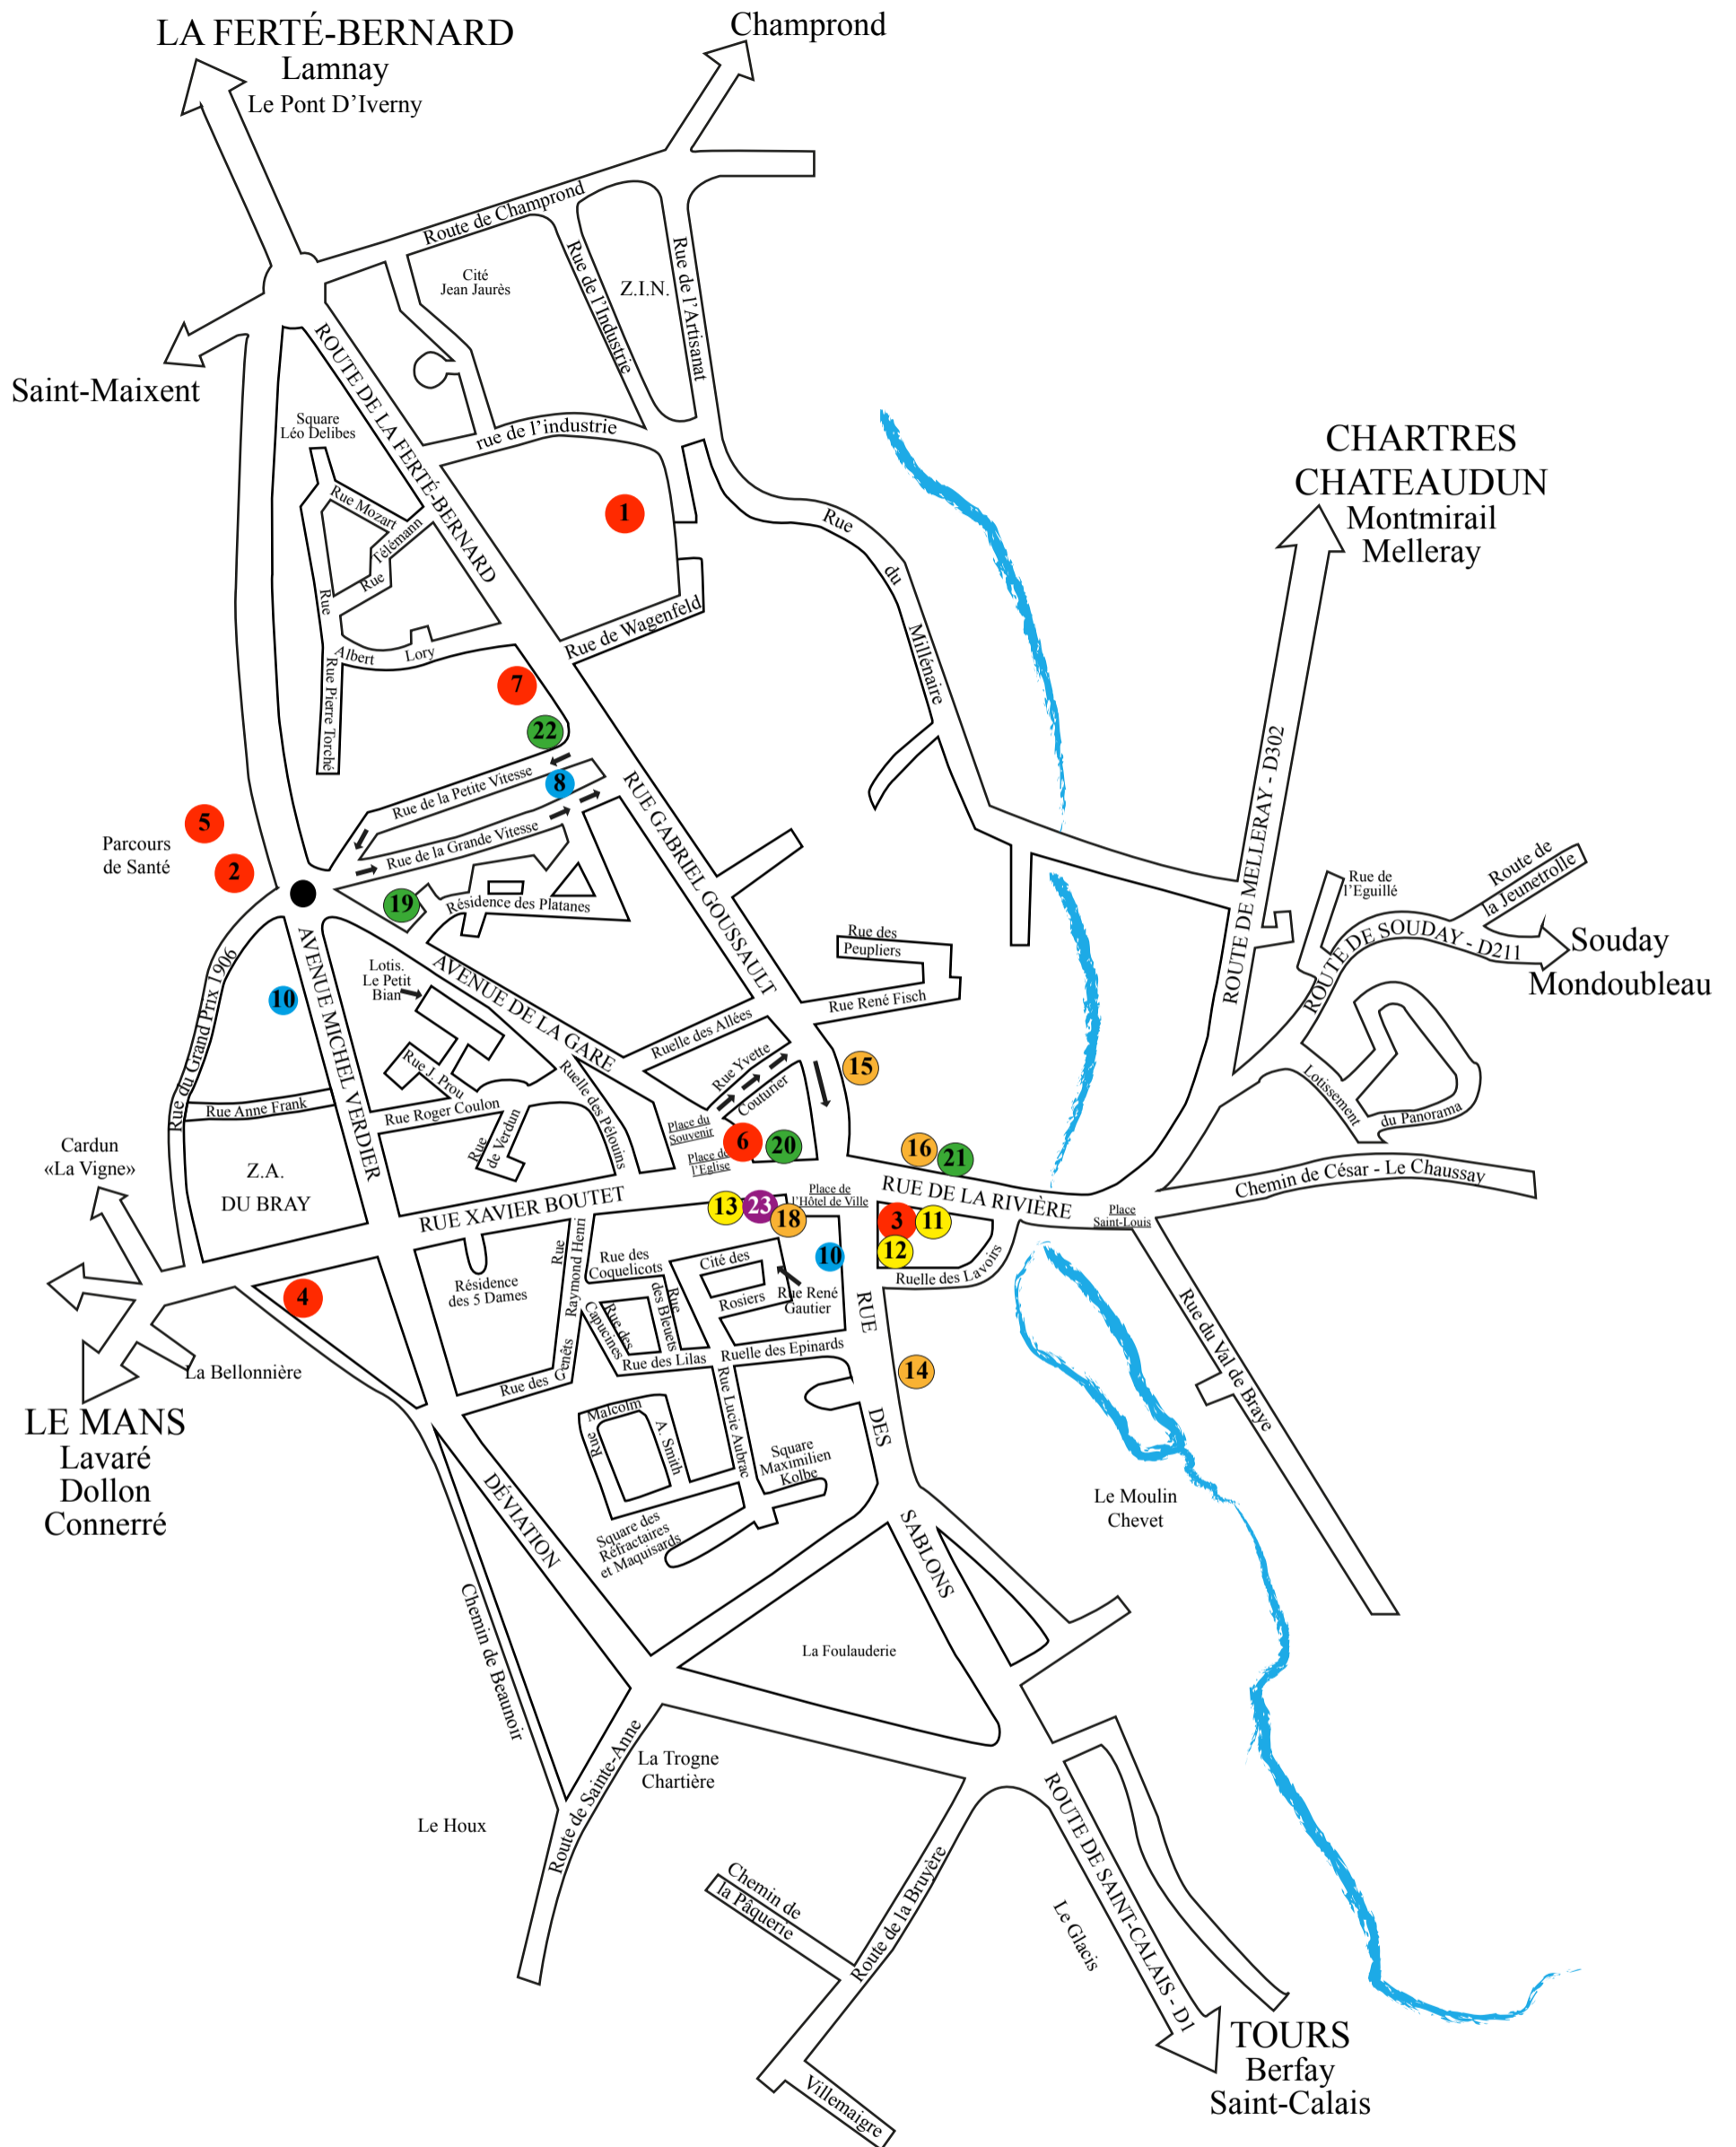 LA FERTÉ-BERNARD
Lamnay
Le Pont D'Iverny
Champrond
Route de Champrond
Cité
Jean Jaurès
Rue de l'Industrie
Z.I.N.
Rue de l'Artisanat
Saint-Maixent
ROUTE DE LA FERTÉ-BERNARD
Square
Léo Delibes
rue de l'industrie
Rue Mozart
Rue Télémann
1
Rue
du
Millénaire
CHARTRES
CHATEAUDUN
Montmirail
Melleray
Rue Albert Lory
Rue de Wagenfeld
Rue Pierre Torché
7
22
Rue de la Petite Vitesse
8
Rue de la Grande Vitesse
RUE GABRIEL GOUSSAULT
ROUTE DE MELLERAY - D302
5
Parcours
de Santé
2
19
Résidence des Platanes
Rue de
l'Eguillé
Route de
la Jeunetrolle
ROUTE DE SOUDAY - D211
Souday
Mondoubleau
Rue des
Peupliers
Rue René Fisch
Rue du Grand Prix 1906
10
AVENUE MICHEL VERDIER
Lotis.
Le Petit
Bian
AVENUE DE LA GARE
Ruelle des Allées
Rue Yvette
Couturier
15
Rue J. Prou
Ruelle des Pélouins
Rue Anne Frank
Rue Roger Coulon
Rue
de Verdun
Lotissement
du Panorama
Place du
Souvenir
6
20
Place de
l'Eglise
16
21
Cardun
«La Vigne»
Z.A.
DU BRAY
RUE XAVIER BOUTET
13
23
18
Place de
l'Hôtel de Ville
RUE DE LA RIVIÈRE
3
11
12
Place
Saint-Louis
Chemin de César - Le Chaussay
10
Ruelle des Lavoirs
4
Résidence
des 5 Dames
Rue
Raymond Henri
Rue des
Coquelicots
Cité des
Rosiers
Rue René
Gautier
Rue des
Capucines
Rue
des Bleuets
Rue des Lilas
Ruelle des Epinards
Rue des Genêts
14
RUE
DES
SABLONS
Rue du Val de Braye
La Bellonnière
LE MANS
Lavaré
Dollon
Connerré
Rue
Malcolm
A. Smith
Rue Lucie Aubrac
Square
Maximilien
Kolbe
Square des
Réfractaires
et Maquisards
DÉVIATION
Le Moulin
Chevet
Chemin de Beaunoir
La Foulauderie
La Trogne
Chartière
Route de Sainte-Anne
Le Houx
Chemin de
la Pâquerie
Route de la Bruyère
Le Glacis
ROUTE DE SAINT-CALAIS - D1
Villemaigre
TOURS
Berfay
Saint-Calais